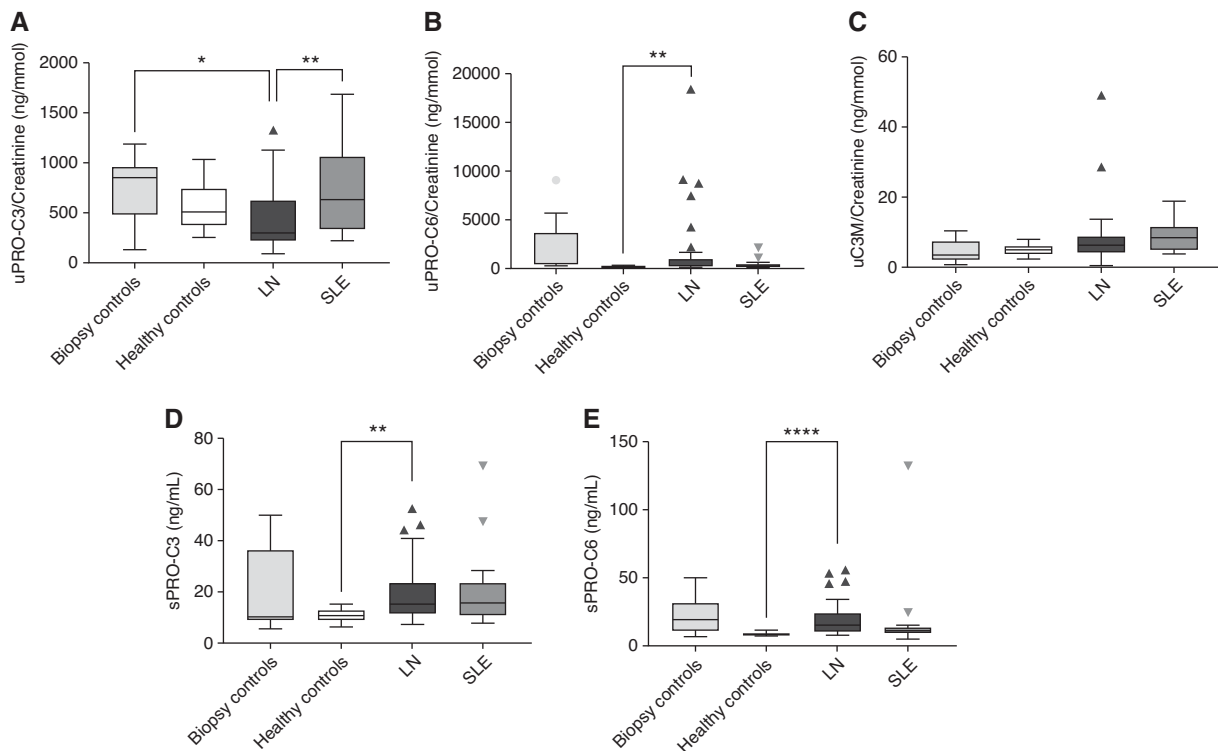 A
uPRO-C3/Creatinine (ng/mmol)
2000
1500
1000
500
0
*
**
Biopsy controls
Healthy controls
LN
SLE
B
uPRO-C6/Creatinine (ng/mmol)
20000
15000
10000
5000
0
**
Biopsy controls
Healthy controls
LN
SLE
C
uC3M/Creatinine (ng/mmol)
60
40
20
0
Biopsy controls
Healthy controls
LN
SLE
D
sPRO-C3 (ng/mL)
80
60
40
20
0
**
Biopsy controls
Healthy controls
LN
SLE
E
sPRO-C6 (ng/mL)
150
100
50
0
****
Biopsy controls
Healthy controls
LN
SLE